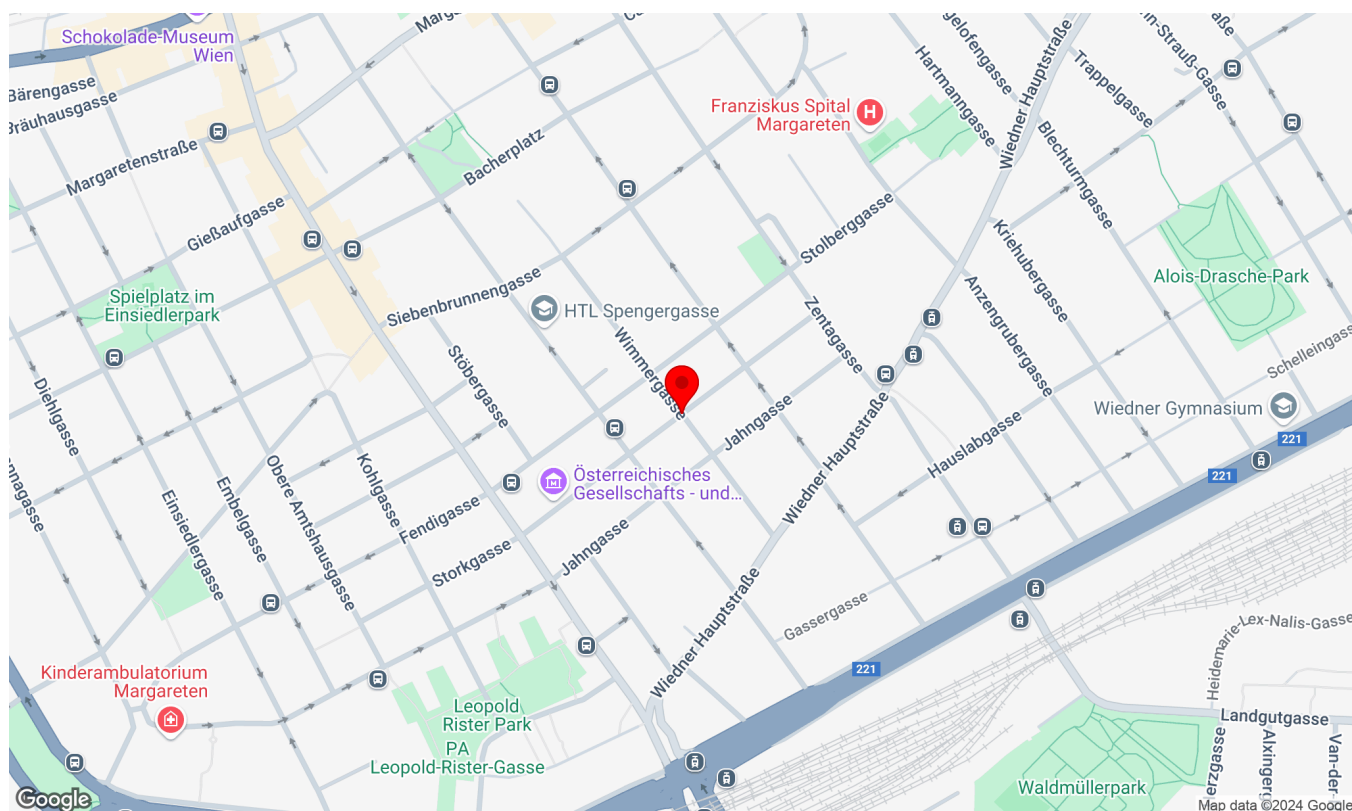 Schokolade-Museum
Wien
Bärengasse
Bräuhausgasse
Margaretenstraße
Gießaufgasse
Bacherplatz
Siebenbrunnengasse
Franziskus Spital
Margareten
H
Hartmanngasse
Wiedner Hauptstraße
Trappelgasse
Blechturmgasse
Stolberggasse
Kriehubergasse
Alois-Drasche-Park
Spielplatz im
Einsiedlerpark
HTL Spengergasse
Wimmergasse
Zentagasse
Anzengrubergasse
Schelleingasse
Diehlgasse
Stöbergasse
Jahngasse
Wiedner Hauptstraße
Hauslabgasse
Wiedner Gymnasium
221
221
Österreichisches
Gesellschafts - und...
Einsiedlergasse
Embelgasse
Obere Amtshausgasse
Kohlgasse
Fendigasse
Storkgasse
Jahngasse
Gassergasse
Wiedner Hauptstraße
221
Kinderambulatorium
Margareten
Leopold
Rister Park
PA
Leopold-Rister-Gasse
Heidemarie-Lex-Nalis-Gasse
Landgutgasse
Waldmüllerpark
Google
Map data ©2024 Google